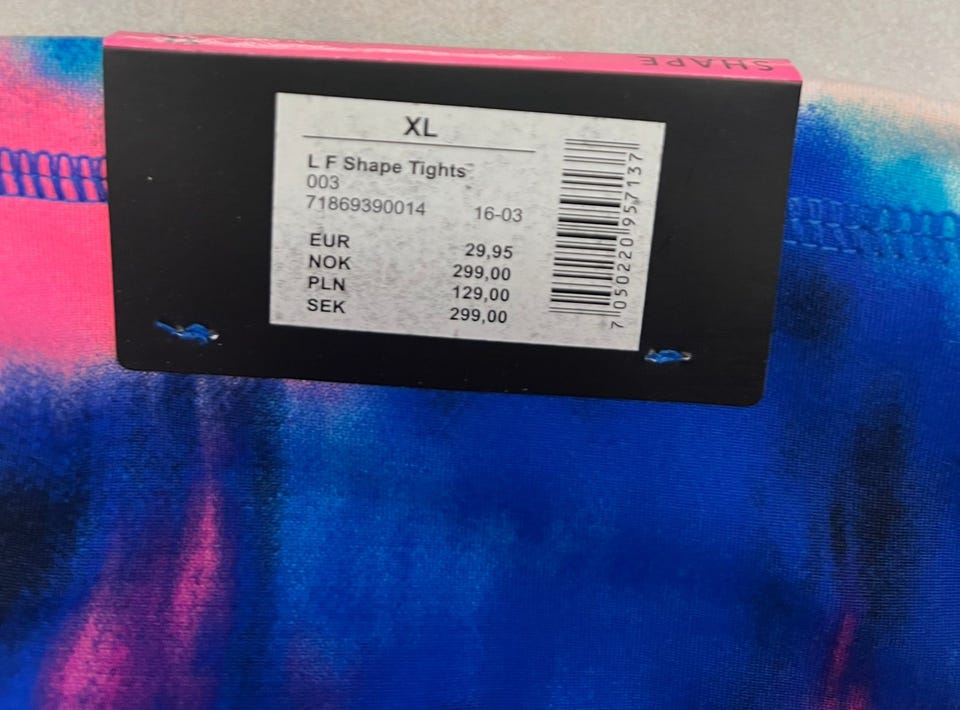 SHAPE
XL
L F Shape Tights
003
71869390014 16-03
EUR 29,95
NOK 299,00
PLN 129,00
SEK 299,00
7050220957137